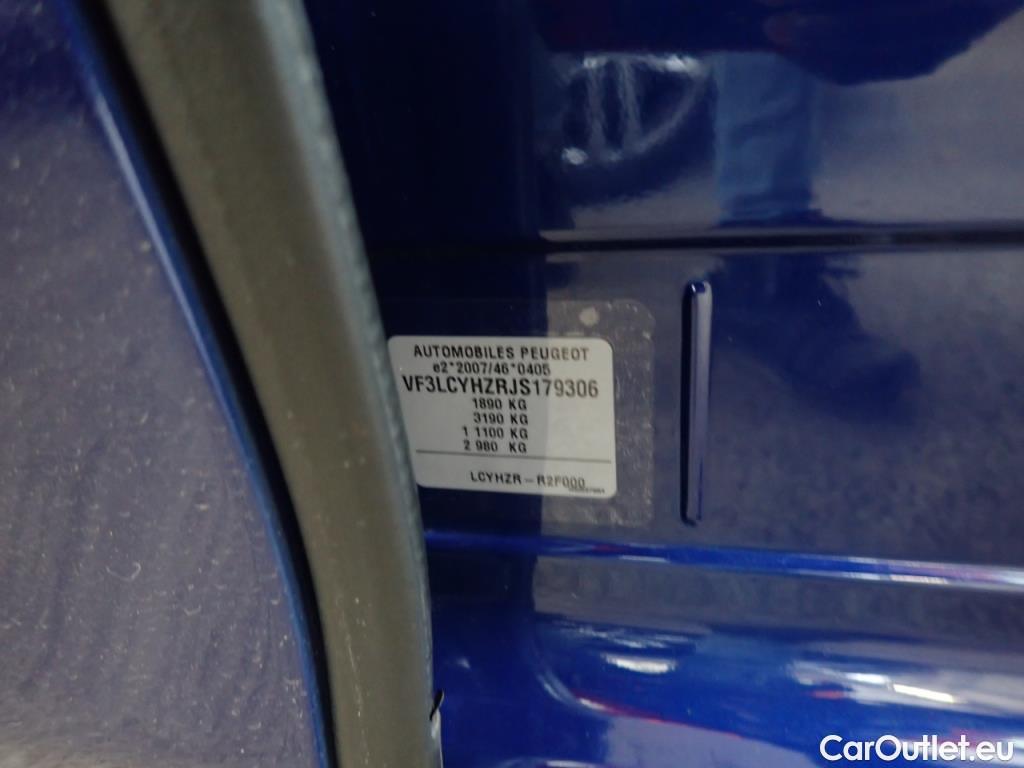 AUTOMOBILES PEUGEOT
e2*2007/46*0405
VF3LCYHZRJS179306
1890 KG
3190 KG
1 1100 KG
2 980 KG
LCYHZR – R2F000
CarOutlet.eu